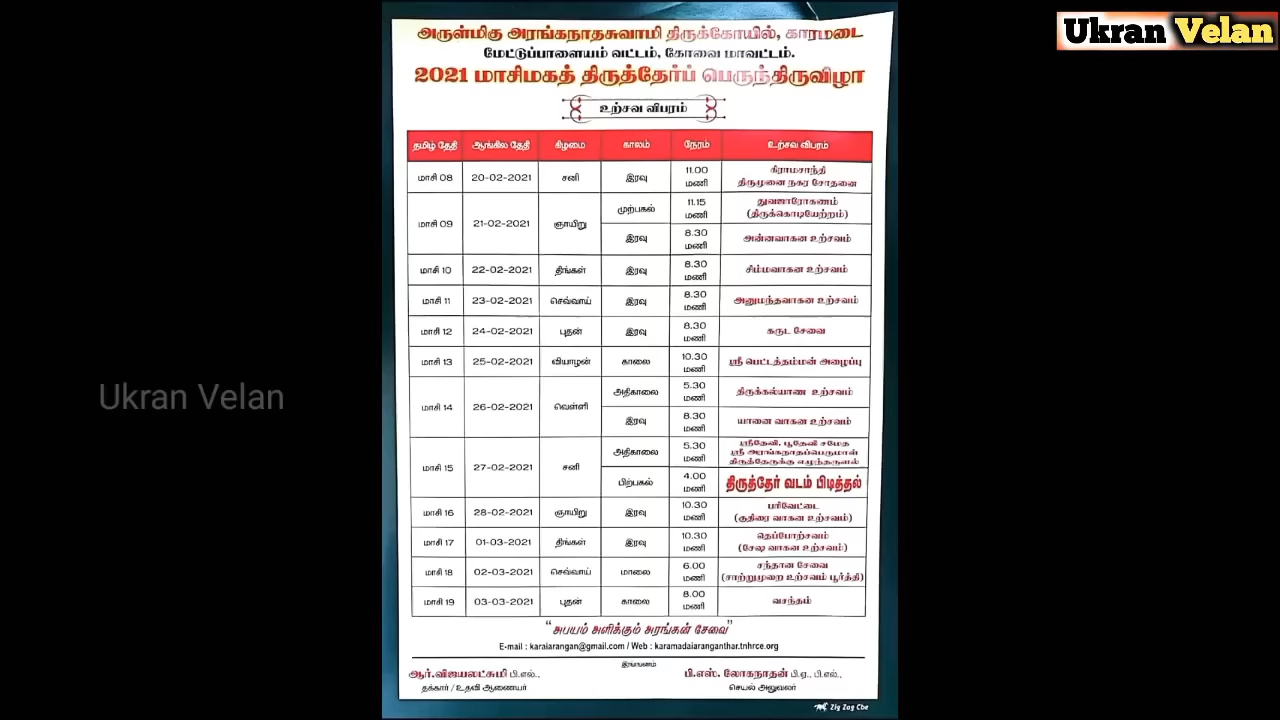 Ukran Velan
அருள்மிகு அரங்கநாதசுவாமி திருக்கோயில், காரமடை
மேட்டுப்பாளையம் வட்டம், கோவை மாவட்டம்.
2021 மாசிமகத் திருத்தேர்ப் பெருந்திருவிழா
உற்சவ விபரம்
தமிழ் தேதி ஆங்கில தேதி கிழமை காலம் நேரம் உற்சவ விபரம்
மாசி 08 20-02-2021 சனி இரவு 11.00 மணி கிராமசாந்தி
திருமுனை நகர சோதனை
மாசி 09 21-02-2021 ஞாயிறு முற்பகல் 11.15 மணி துவஜாரோகணம்
(திருக்கொடியேற்றம்)
இரவு 8.30 மணி அன்னவாகன உற்சவம்
மாசி 10 22-02-2021 திங்கள் இரவு 8.30 மணி சிம்மவாகன உற்சவம்
மாசி 11 23-02-2021 செவ்வாய் இரவு 8.30 மணி அனுமந்தவாகன உற்சவம்
மாசி 12 24-02-2021 புதன் இரவு 8.30 மணி கருட சேவை
மாசி 13 25-02-2021 வியாழன் காலை 10.30 மணி ஸ்ரீ பெட்டத்தம்மன் அழைப்பு
மாசி 14 26-02-2021 வெள்ளி அதிகாலை 5.30 மணி திருக்கல்யாண உற்சவம்
இரவு 8.30 மணி யானை வாகன உற்சவம்
மாசி 15 27-02-2021 சனி அதிகாலை 5.30 மணி ஸ்ரீதேவி, பூதேவி சமேத
ஸ்ரீ அரங்கநாதப்பெருமாள்
திருத்தேருக்கு எழுந்தருளல்
பிற்பகல் 4.00 மணி திருத்தேர் வடம் பிடித்தல்
மாசி 16 28-02-2021 ஞாயிறு இரவு 10.30 மணி பரிவேட்டை
(குதிரை வாகன உற்சவம்)
மாசி 17 01-03-2021 திங்கள் இரவு 10.30 மணி தெப்போற்சவம்
(சேஷ வாகன உற்சவம்)
மாசி 18 02-03-2021 செவ்வாய் மாலை 6.00 மணி சந்தான சேவை
(சாற்றுமுறை உற்சவம் பூர்த்தி)
மாசி 19 03-03-2021 புதன் காலை 8.00 மணி வசந்தம்
Ukran Velan
“அபயம் அளிக்கும் அரங்கன் சேவை”
E-mail : karaiarangan@gmail.com / Web : karamadaiaranganthar.tnhrce.org
இங்ஙனம்
ஆர்.விஜயலட்சுமி பி.எல்.,
தக்கார் / உதவி ஆணையர்
பி.எஸ். லோகநாதன் பி.ஏ., பி.எல்.,
செயல் அலுவலர்
Zig Zag Cbe